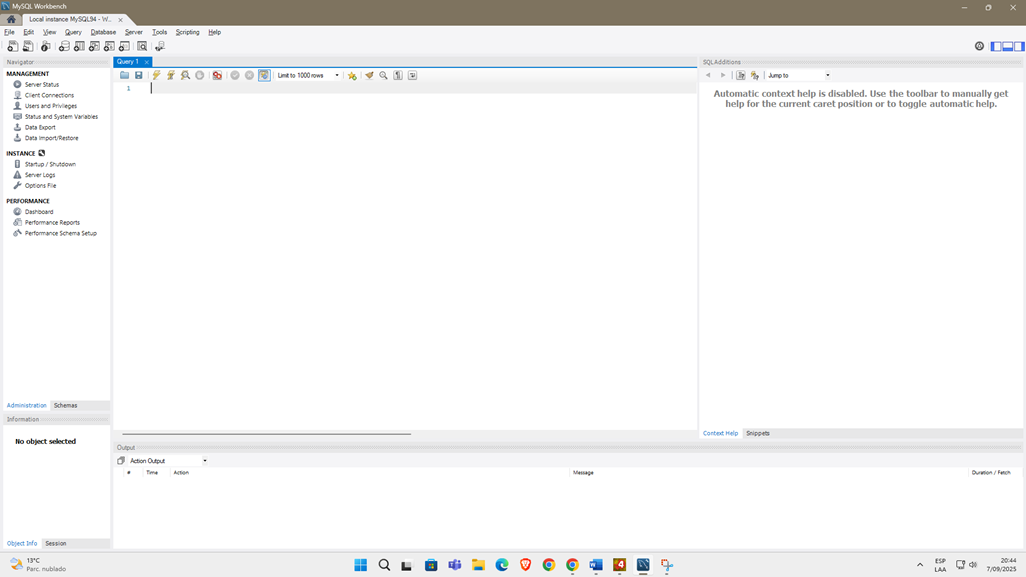 MySQL Workbench
Local instance MySQL94 - W...
File Edit View Query Database Server Tools Scripting Help
Navigator
MANAGEMENT
Server Status
Client Connections
Users and Privileges
Status and System Variables
Data Export
Data Import/Restore
INSTANCE
Startup / Shutdown
Server Logs
Options File
PERFORMANCE
Dashboard
Performance Reports
Performance Schema Setup
Administration Schemas
Information
No object selected
Object Info Session
Query 1
Limit to 1000 rows
1
SQLAdditions
Jump to
Automatic context help is disabled. Use the toolbar to manually get
help for the current caret position or to toggle automatic help.
Context Help Snippets
Output
Action Output
# Time Action Message Duration / Fetch
13°C
Parc. nublado
ESP
LAA
20:44
7/09/2025